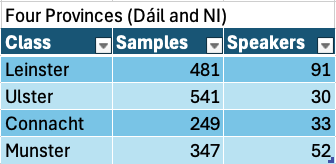 Four Provinces (Dáil and NI)
Class Samples Speakers
Leinster 481 91
Ulster 541 30
Connacht 249 33
Munster 347 52